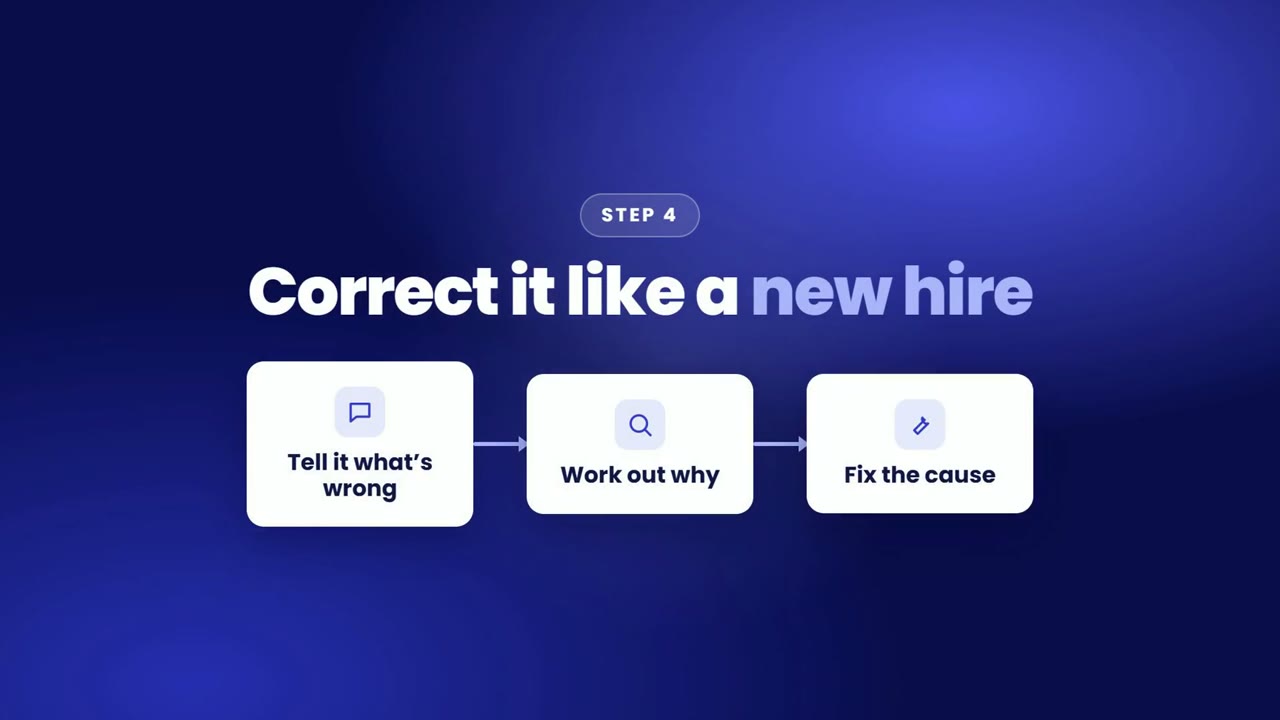 STEP 4
Correct it like a new hire
Tell it what’s
wrong
Work out why
Fix the cause